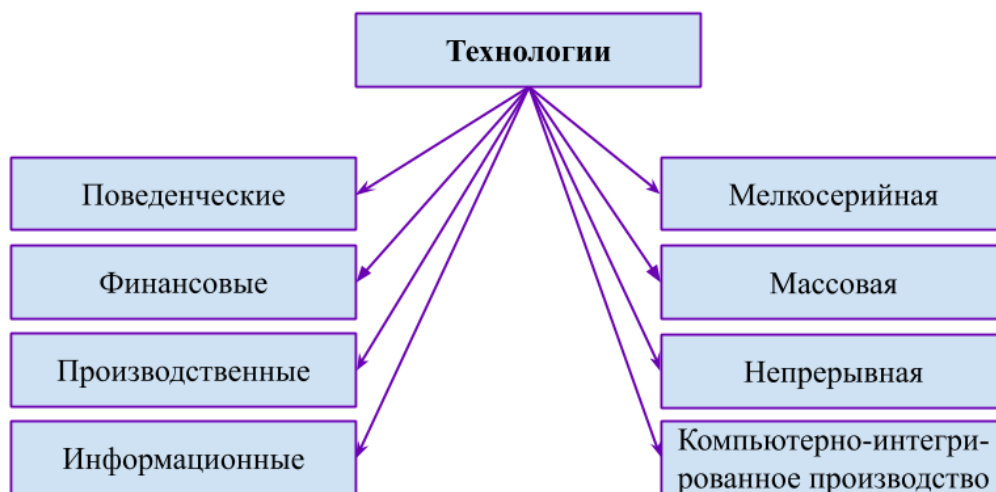 Технологии
Поведенческие
Финансовые
Производственные
Информационные
Мелкосерийная
Массовая
Непрерывная
Компьютерно-интегри-
рованное производство